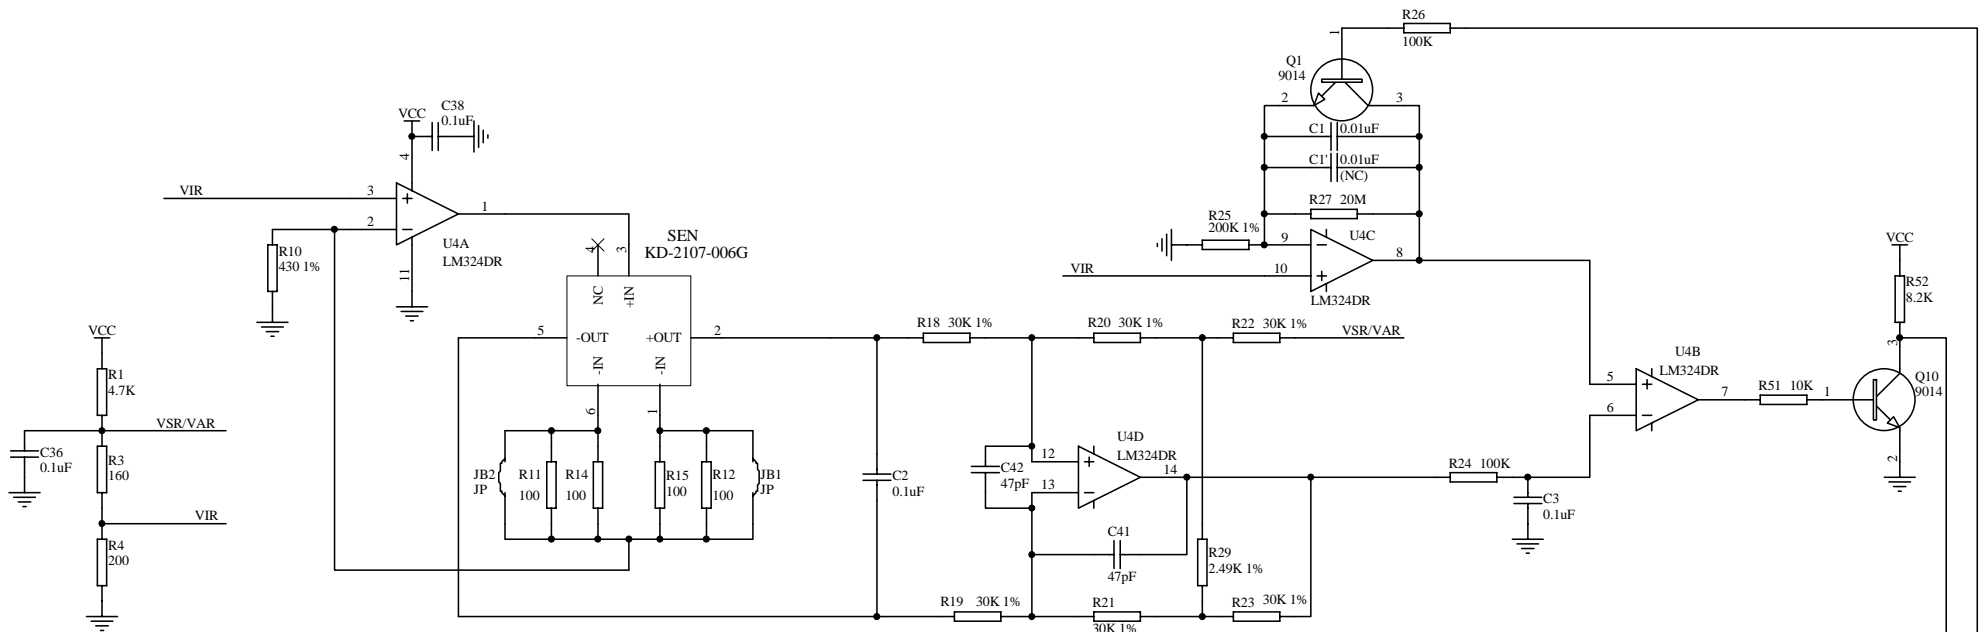 R26
100K
1
Q1
9014
2
3
C1
0.01uF
C1'
0.01uF
(NC)
R27 20M
VCC
C38
0.1uF
4
VIR
3
+
1
2
−
U4A
LM324DR
11
R10
430 1%
SEN
KD-2107-006G
4
3
NC
+IN
5
-OUT
+OUT
2
-IN
-IN
6
1
R25
200K 1%
9
−
U4C
8
VIR
10
+
LM324DR
VCC
R52
8.2K
3
VCC
R1
4.7K
VSR/VAR
C36
0.1uF
R3
160
VIR
R4
200
R18 30K 1%
R20 30K 1%
R22 30K 1%
VSR/VAR
U4B
LM324DR
5
+
7
6
−
R51 10K
1
Q10
9014
2
JB2
JP
R11
100
R14
100
R15
100
R12
100
JB1
JP
C2
0.1uF
C42
47pF
12
+
U4D
LM324DR
14
13
−
C41
47pF
R24 100K
C3
0.1uF
R29
2.49K 1%
R19 30K 1%
R21
30K 1%
R23 30K 1%